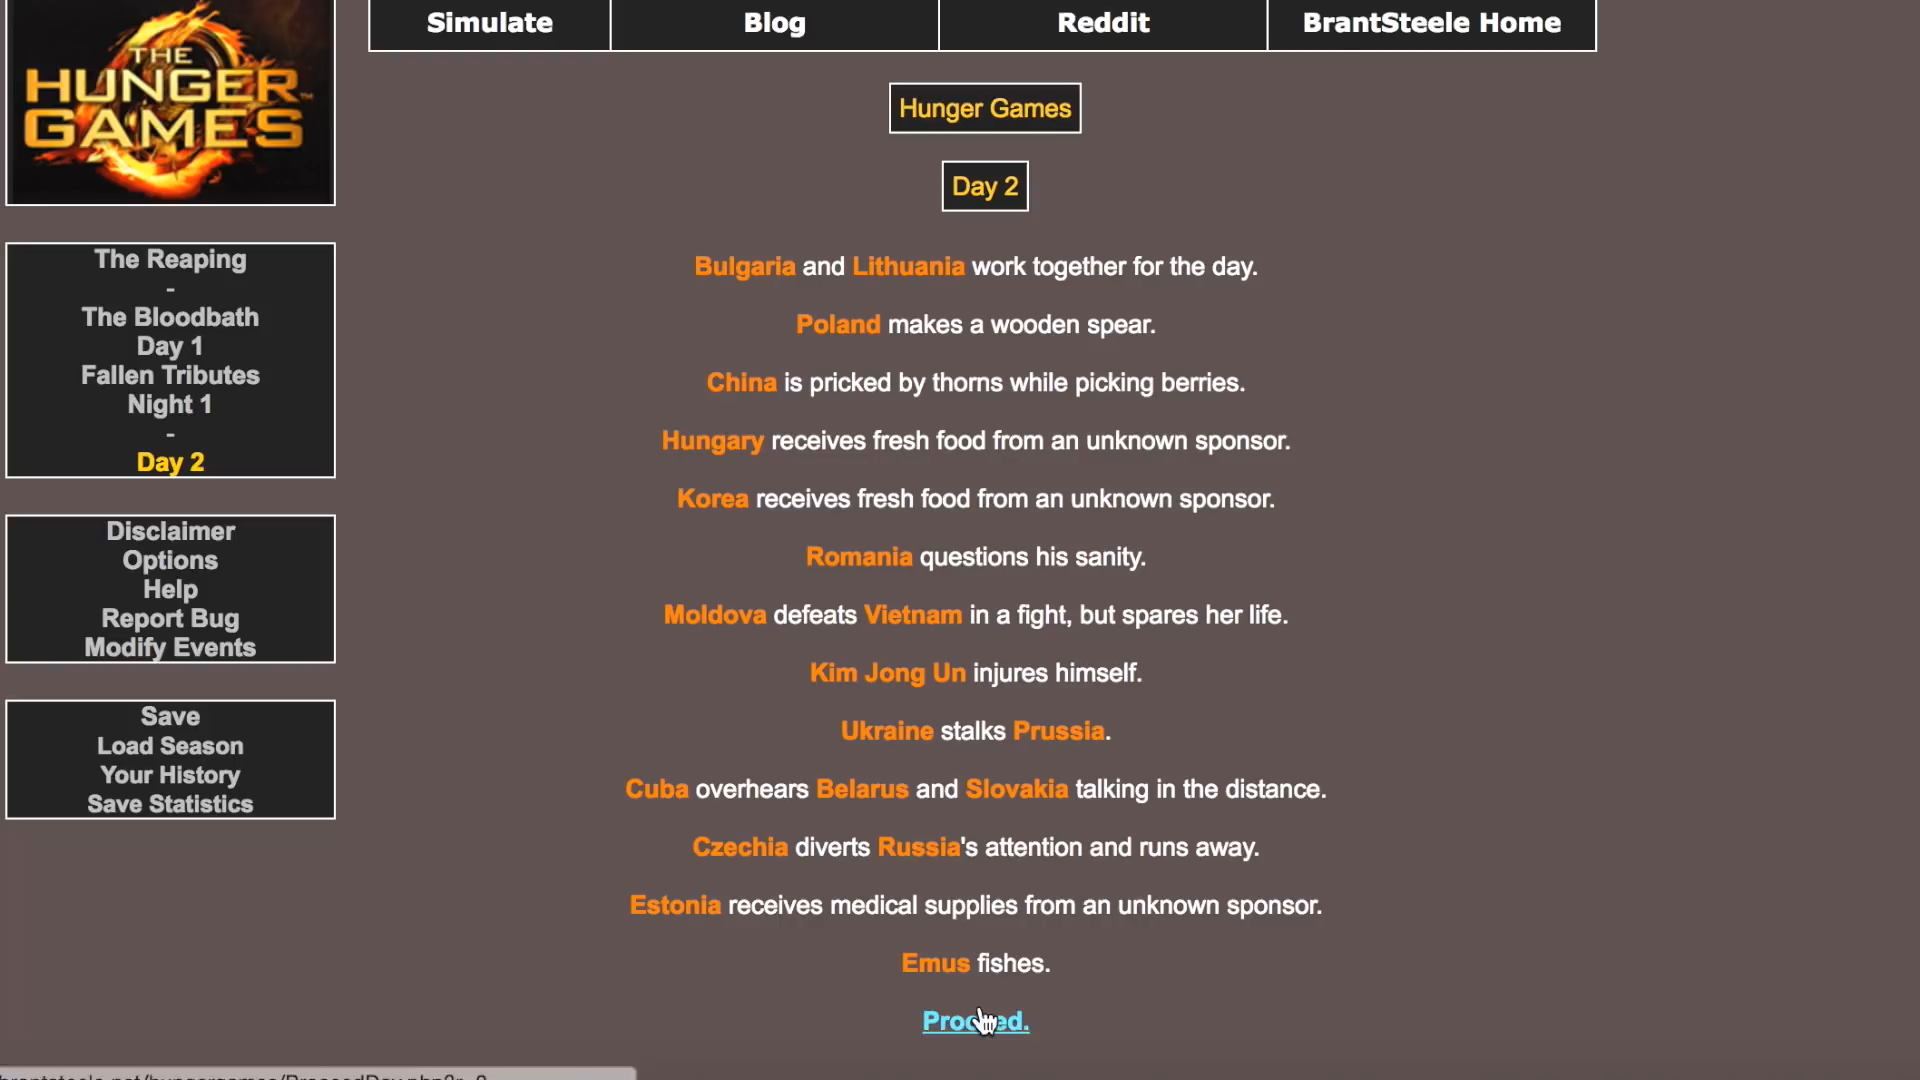 THE
HUNGER
GAMES
Simulate
Blog
Reddit
BrantSteele Home
Hunger Games
Day 2
The Reaping
-
The Bloodbath
Day 1
Fallen Tributes
Night 1
-
Day 2
Disclaimer
Options
Help
Report Bug
Modify Events
Save
Load Season
Your History
Save Statistics
Bulgaria and Lithuania work together for the day.
Poland makes a wooden spear.
China is pricked by thorns while picking berries.
Hungary receives fresh food from an unknown sponsor.
Korea receives fresh food from an unknown sponsor.
Romania questions his sanity.
Moldova defeats Vietnam in a fight, but spares her life.
Kim Jong Un injures himself.
Ukraine stalks Prussia.
Cuba overhears Belarus and Slovakia talking in the distance.
Czechia diverts Russia's attention and runs away.
Estonia receives medical supplies from an unknown sponsor.
Emus fishes.
Proceed.